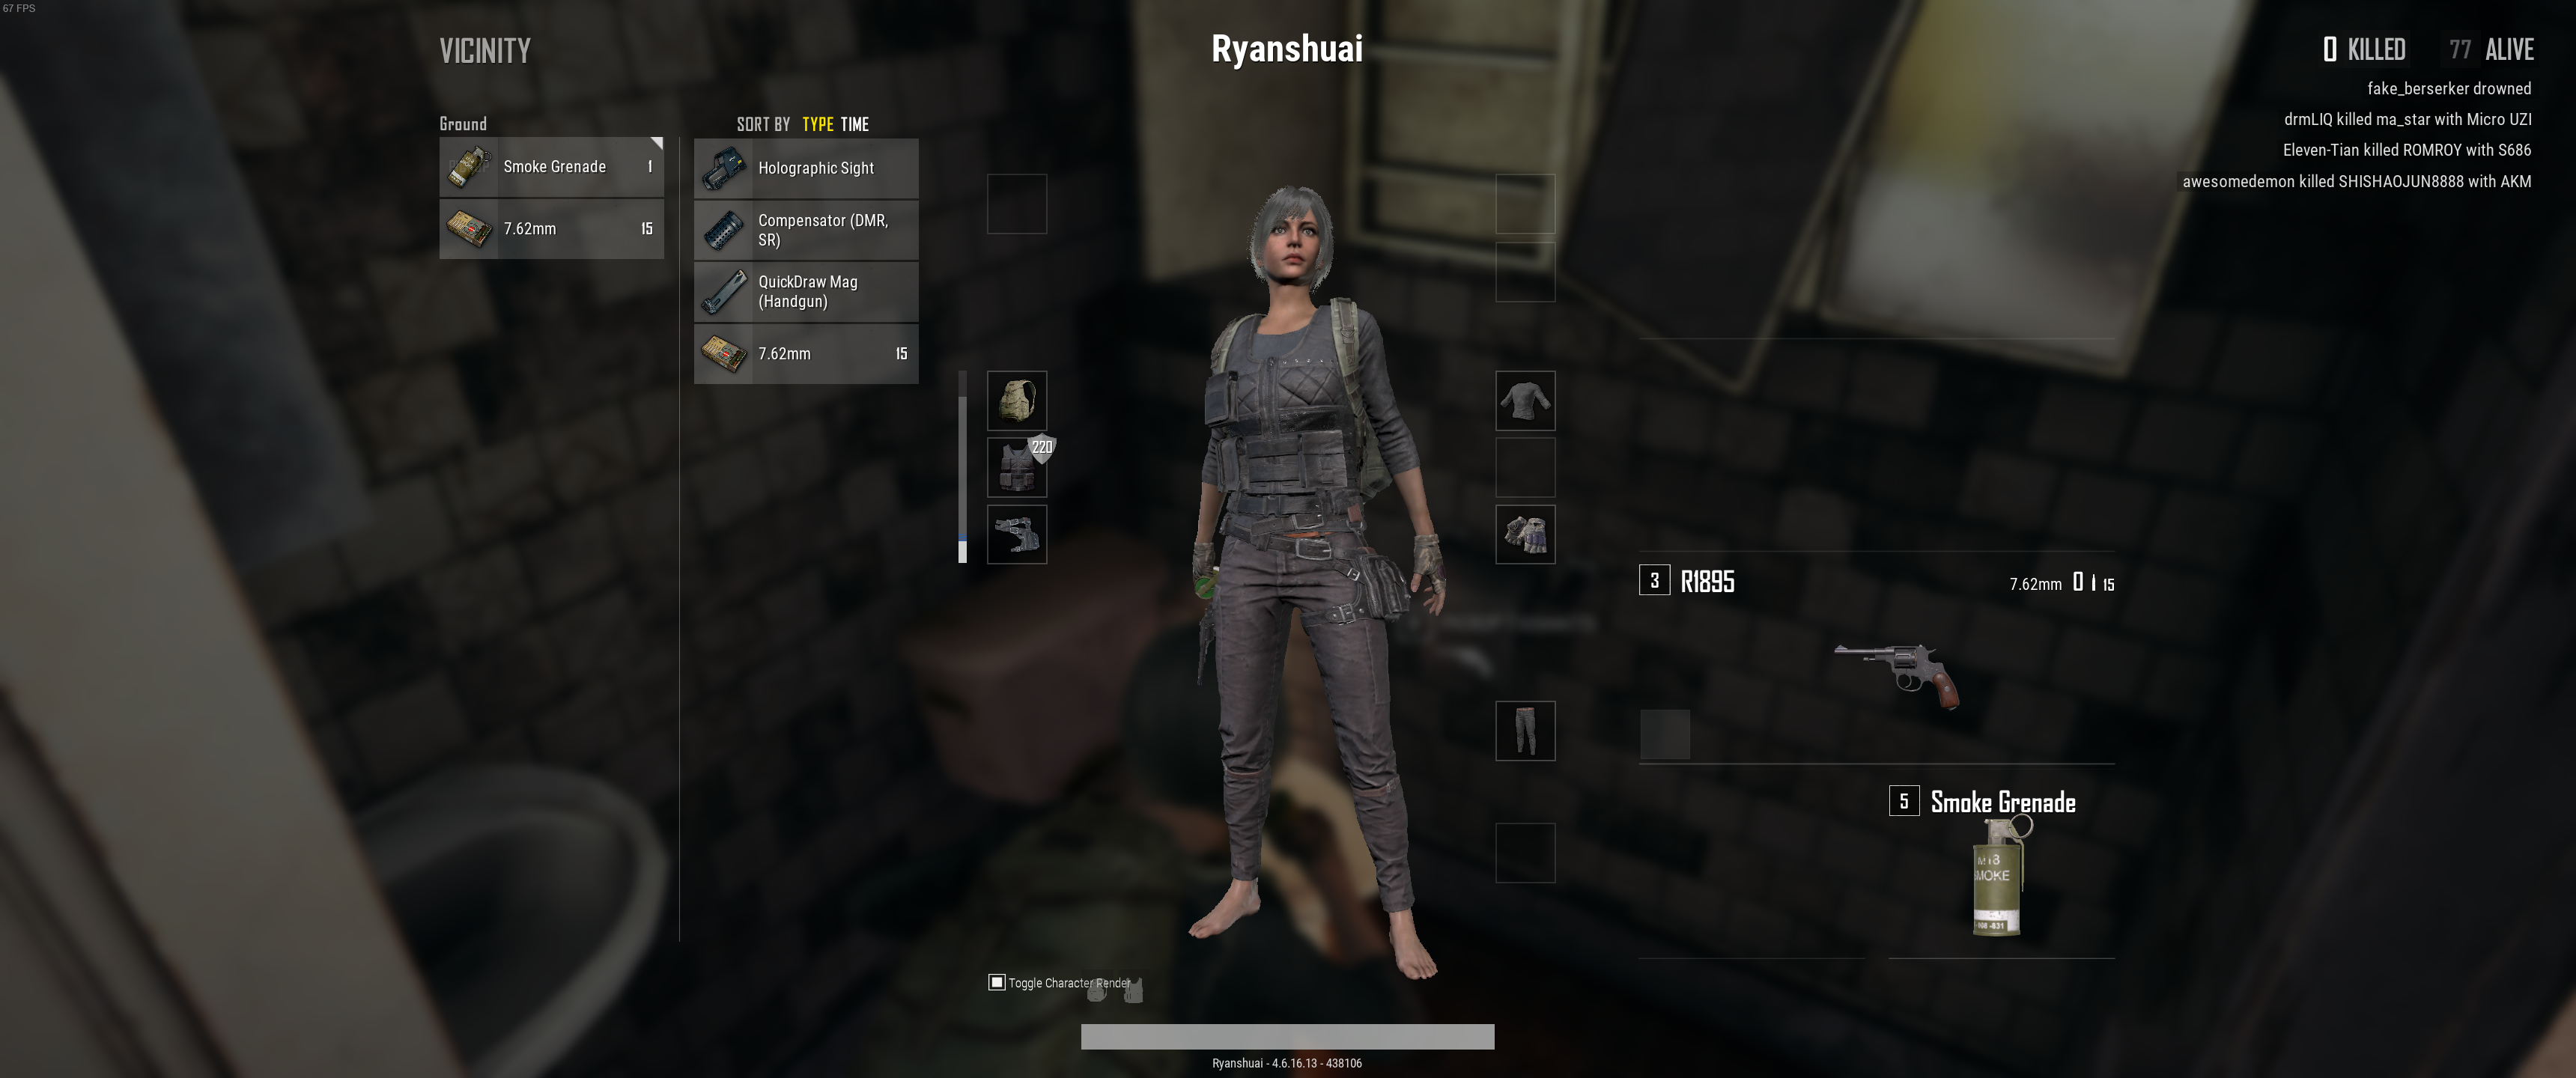 67 FPS
VICINITY
Ryanshuai
0 KILLED 77 ALIVE
fake_berserker drowned
drmLIQ killed ma_star with Micro UZI
Eleven-Tian killed ROMROY with S686
awesomedemon killed SHISHAOJUN8888 with AKM
Ground
Smoke Grenade 1
7.62mm 15
SORT BY TYPE TIME
Holographic Sight
Compensator (DMR,
SR)
QuickDraw Mag
(Handgun)
7.62mm 15
220
3 R1895 7.62mm 0 15
5 Smoke Grenade
M18
SMOKE
Toggle Character Render
Ryanshuai - 4.6.16.13 - 438106